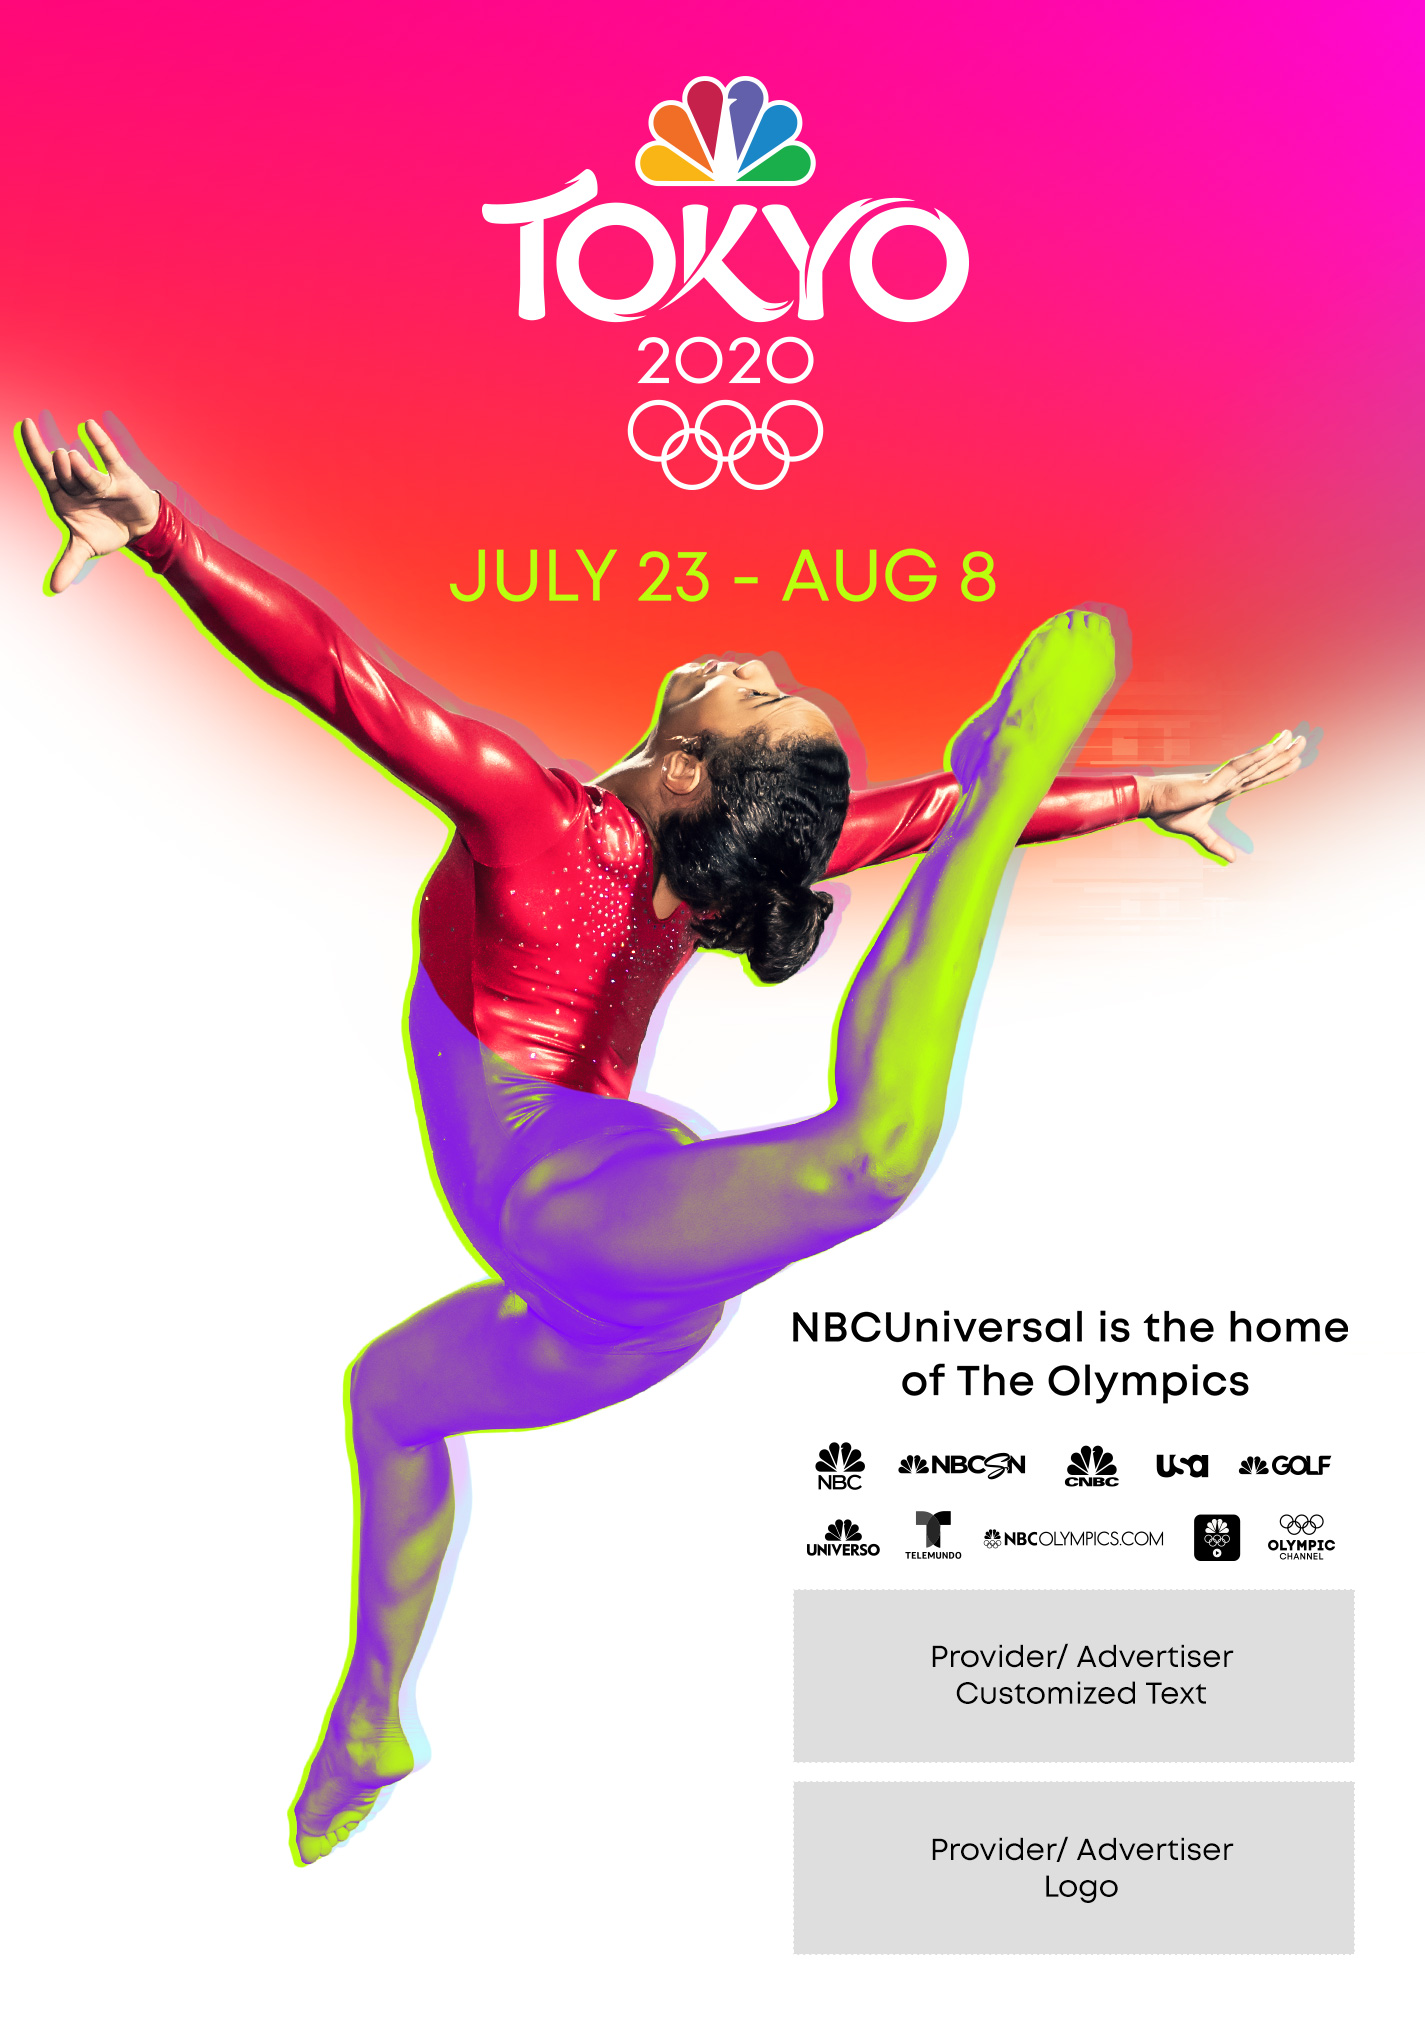 TOKYO
2020
JULY 23 - AUG 8
NBCUniversal is the home
of The Olympics
NBC
NBCSN
CNBC
USA
GOLF
UNIVERSO
TELEMUNDO
NBCOLYMPICS.COM
OLYMPIC
CHANNEL
Provider/ Advertiser
Customized Text
Provider/ Advertiser
Logo